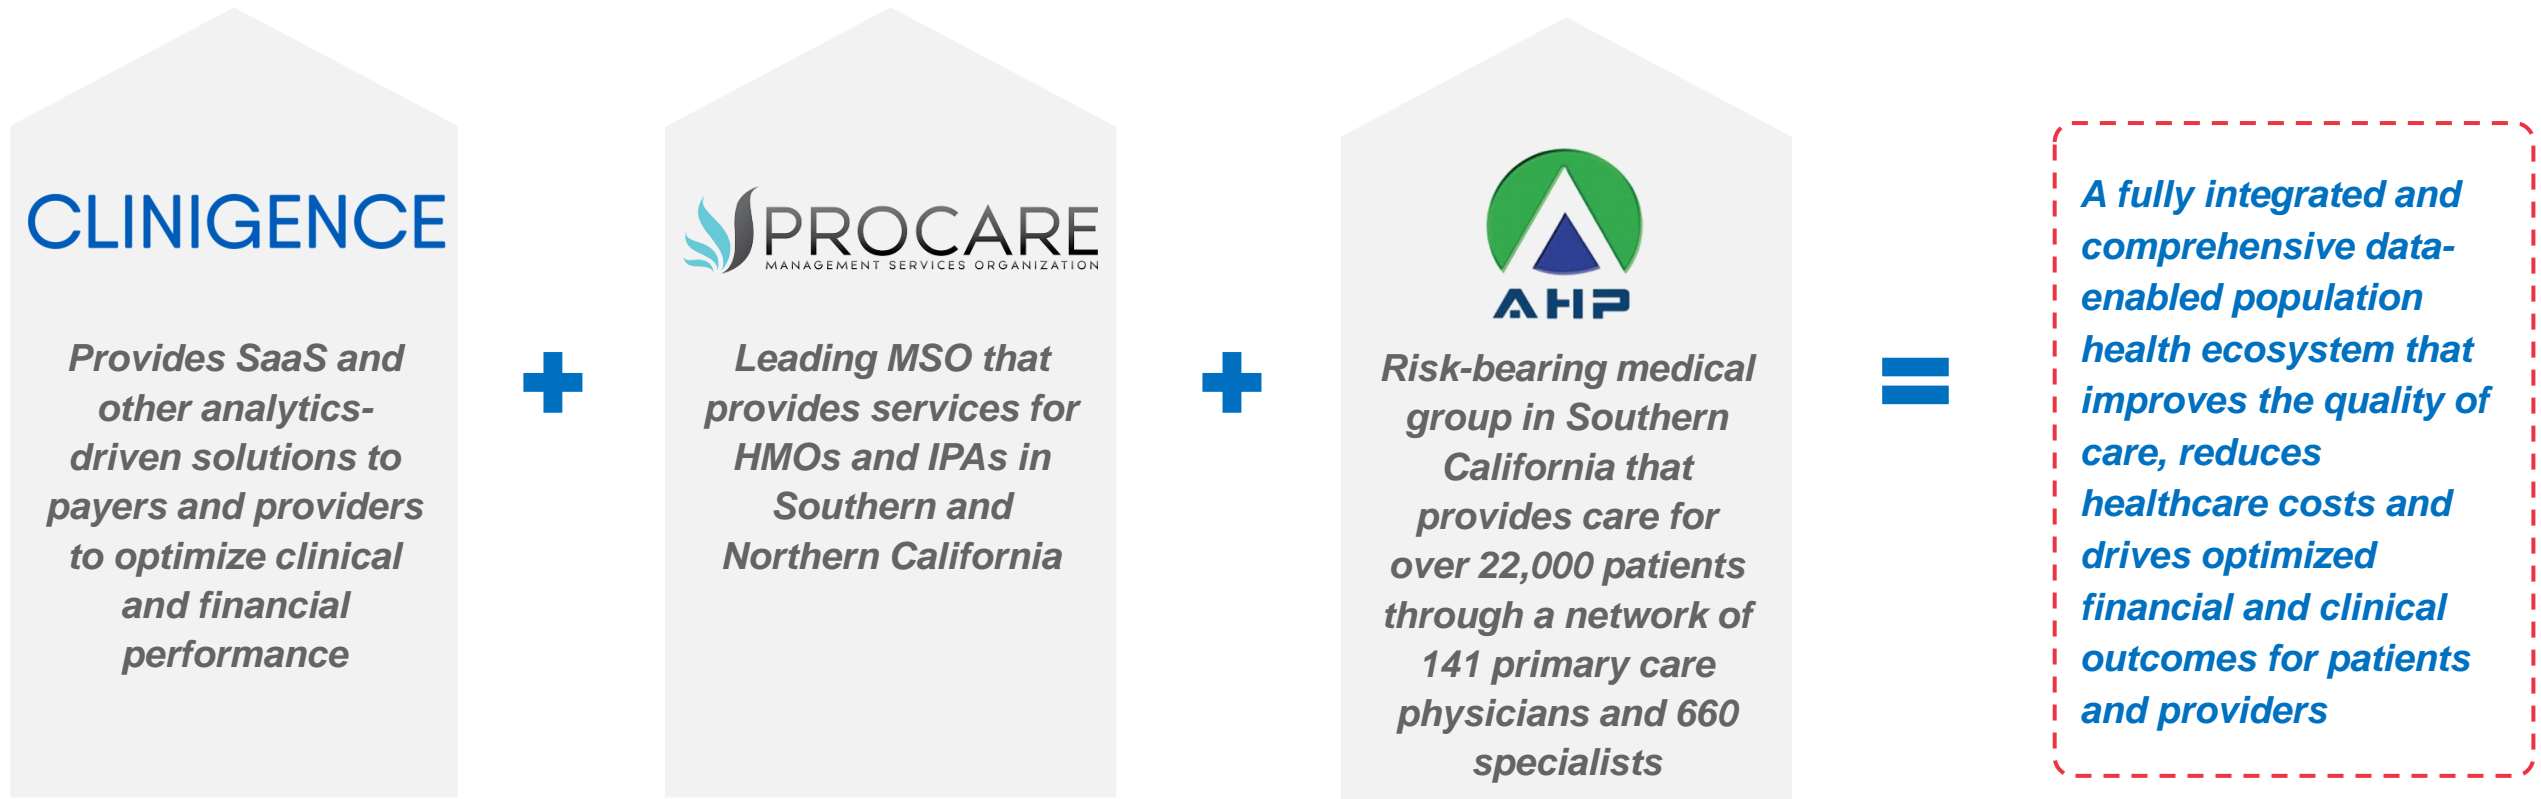 CLINIGENCE
Provides SaaS and
other analytics-
driven solutions to
payers and providers
to optimize clinical
and financial
performance
PROCARE
MANAGEMENT SERVICES ORGANIZATION
Leading MSO that
provides services for
HMOs and IPAs in
Southern and
Northern California
AHP
Risk-bearing medical
group in Southern
California that
provides care for
over 22,000 patients
through a network of
141 primary care
physicians and 660
specialists
A fully integrated and
comprehensive data-
enabled population
health ecosystem that
improves the quality of
care, reduces
healthcare costs and
drives optimized
financial and clinical
outcomes for patients
and providers